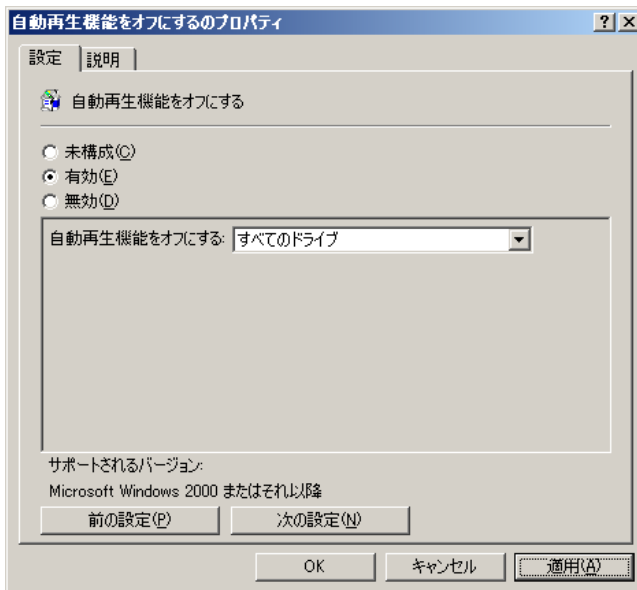 自動再生機能をオフにするのプロパティ
設定 説明
自動再生機能をオフにする
未構成(C)
有効(E)
無効(D)
自動再生機能をオフにする: すべてのドライブ
サポートされるバージョン:
Microsoft Windows 2000 またはそれ以降
前の設定(P) 次の設定(N)
OK キャンセル 適用(A)